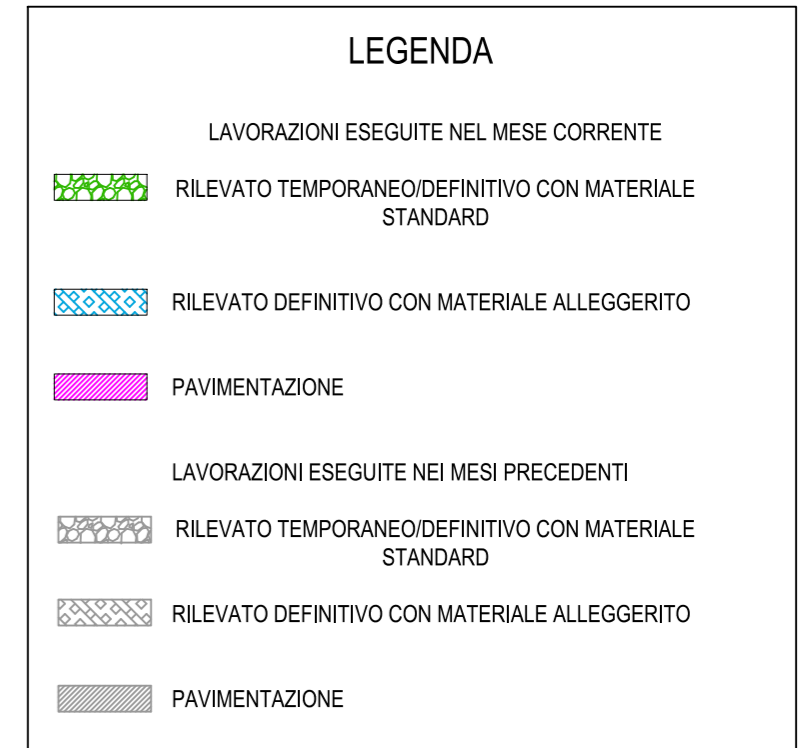 LEGENDA
LAVORAZIONI ESEGUITE NEL MESE CORRENTE
RILEVATO TEMPORANEO/DEFINITIVO CON MATERIALE
STANDARD
RILEVATO DEFINITIVO CON MATERIALE ALLEGGERITO
PAVIMENTAZIONE
LAVORAZIONI ESEGUITE NEI MESI PRECEDENTI
RILEVATO TEMPORANEO/DEFINITIVO CON MATERIALE
STANDARD
RILEVATO DEFINITIVO CON MATERIALE ALLEGGERITO
PAVIMENTAZIONE